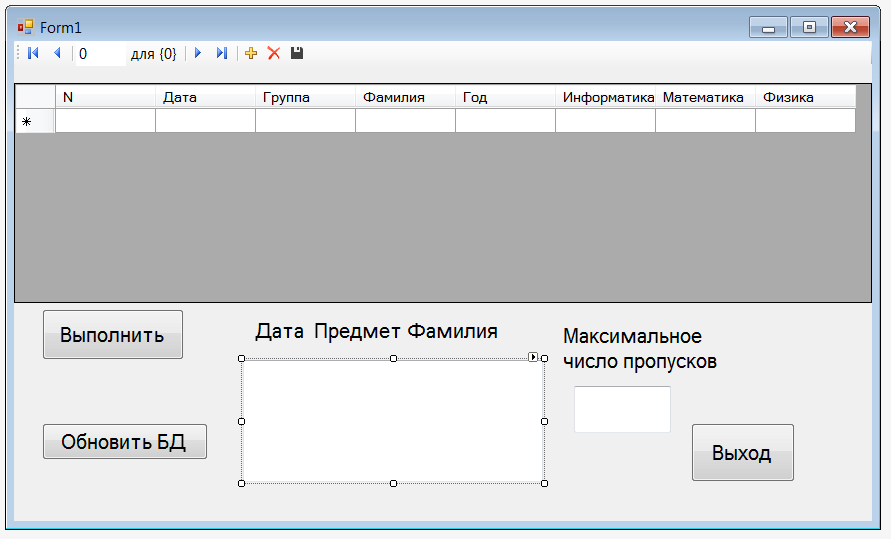 Form1
0 для {0}
N Дата Группа Фамилия Год Информатика Математика Физика
Выполнить
Дата Предмет Фамилия
Максимальное
число пропусков
Обновить БД
Выход